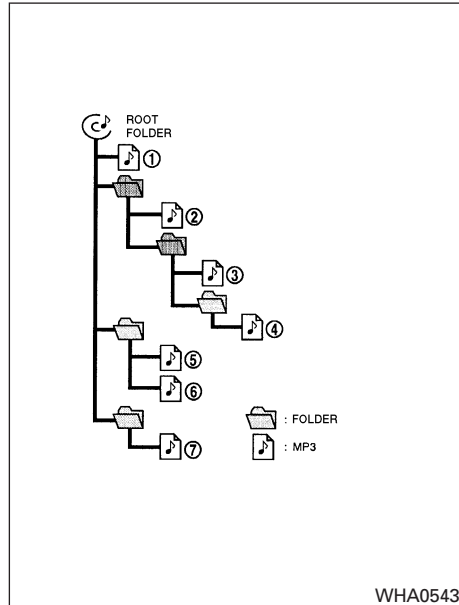 ROOT
FOLDER
①
②
③
④
⑤
⑥
: FOLDER
⑦
: MP3
WHA0543